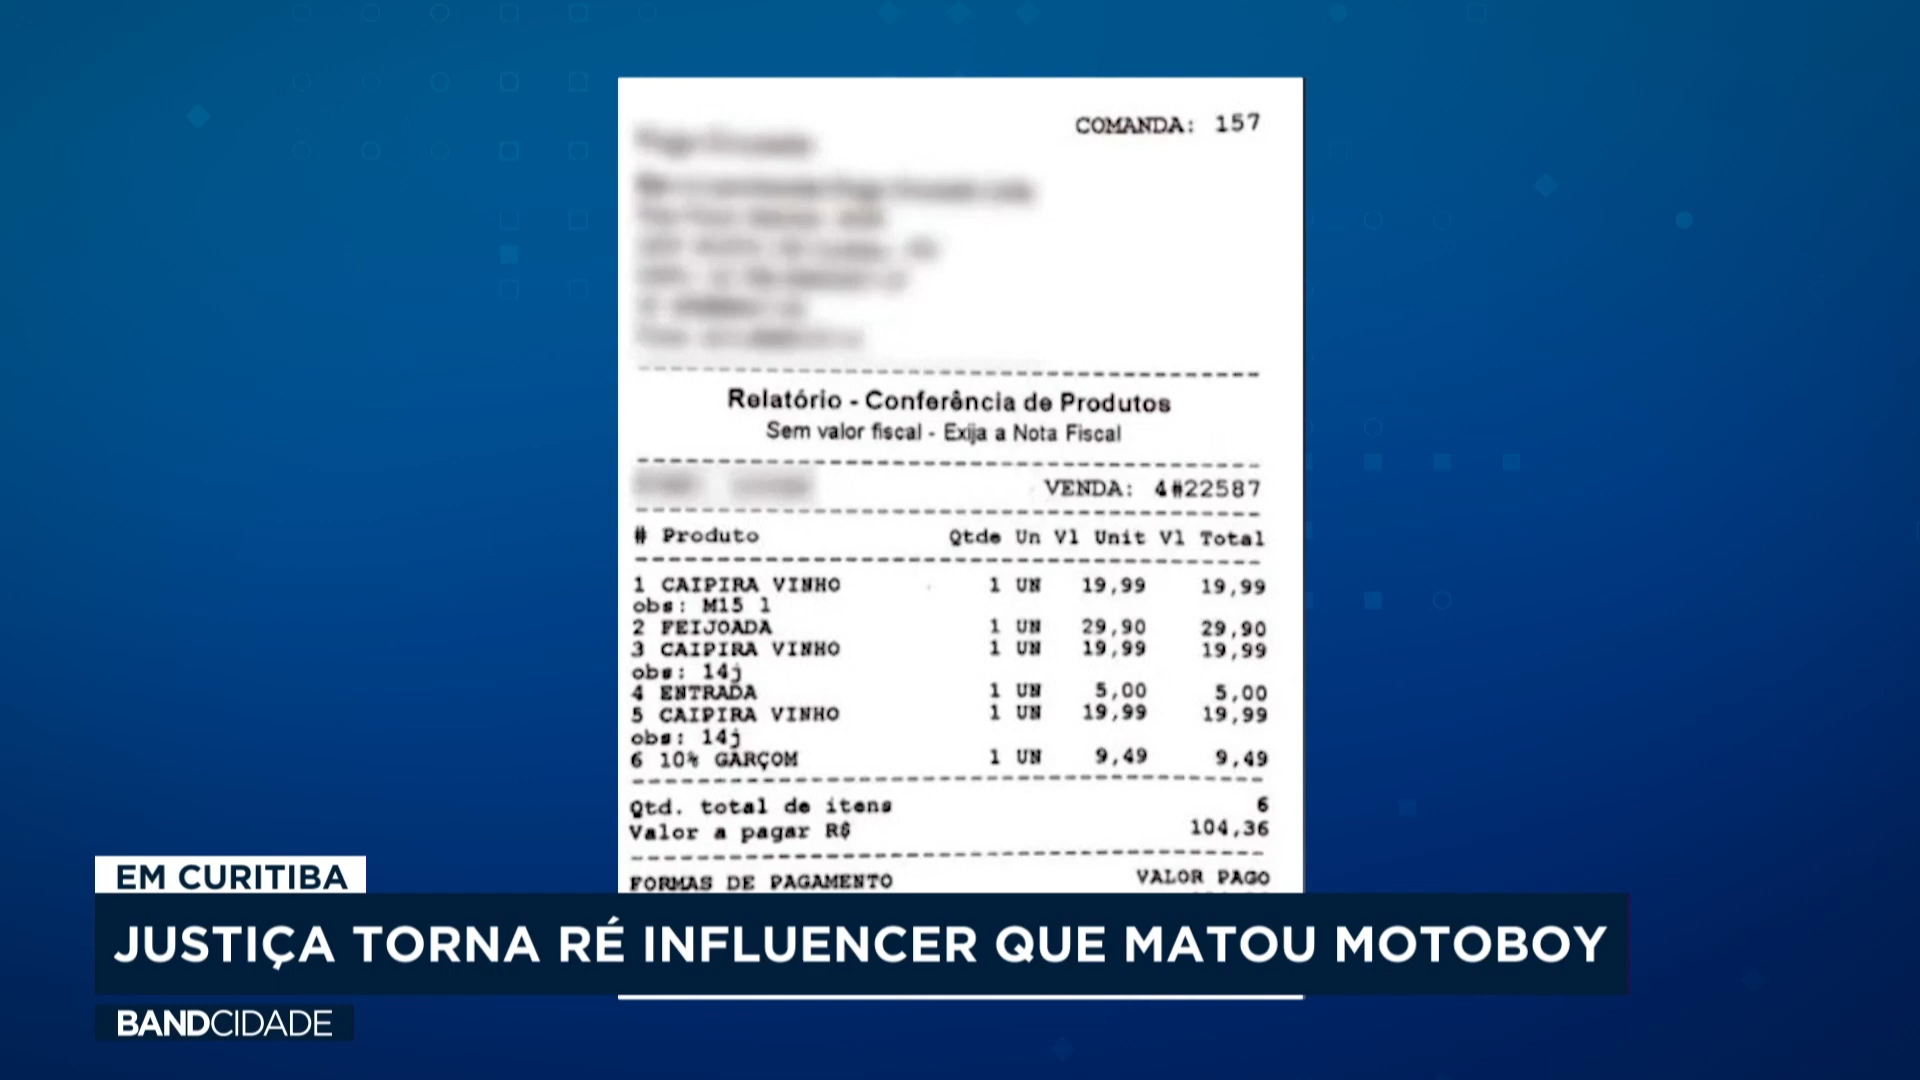 COMANDA: 157
Relatório - Conferência de Produtos
Sem valor fiscal - Exija a Nota Fiscal
VENDA: 4#22587
# Produto Qtde Un Vl Unit Vl Total
1 CAIPIRA VINHO 1 UN 19,99 19,99
obs: M15 l
2 FEIJOADA 1 UN 29,90 29,90
3 CAIPIRA VINHO 1 UN 19,99 19,99
obs: 14j
4 ENTRADA 1 UN 5,00 5,00
5 CAIPIRA VINHO 1 UN 19,99 19,99
obs: 14j
6 10% GARÇOM 1 UN 9,49 9,49
Qtd. total de itens 6
Valor a pagar R$ 104,36
FORMAS DE PAGAMENTO VALOR PAGO
EM CURITIBA
JUSTIÇA TORNA RÉ INFLUENCER QUE MATOU MOTOBOY
BANDCIDADE